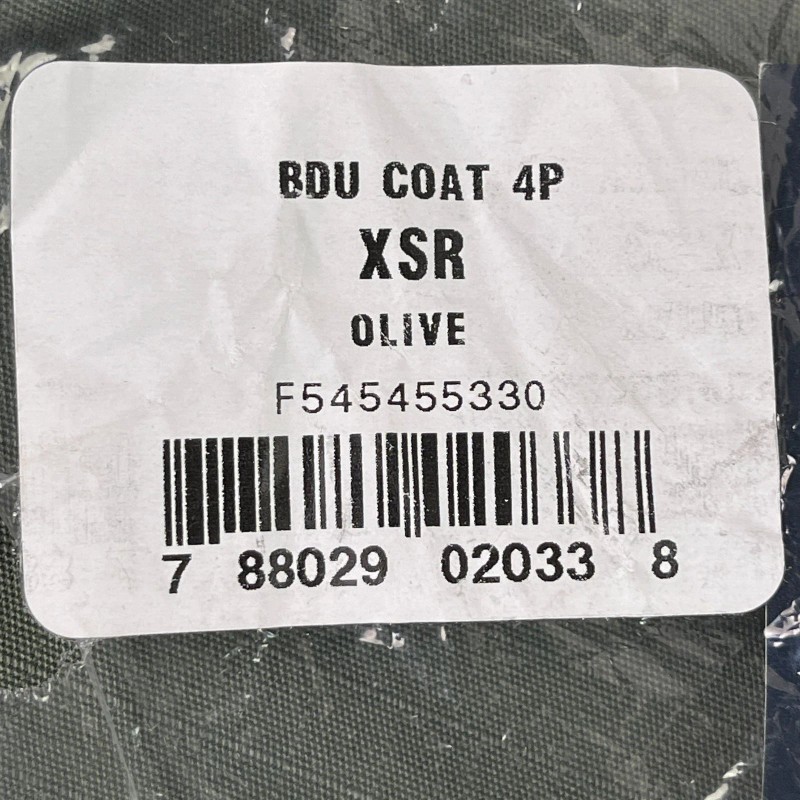 BDU COAT 4P
XSR
OLIVE
F545455330
7 88029 02033 8